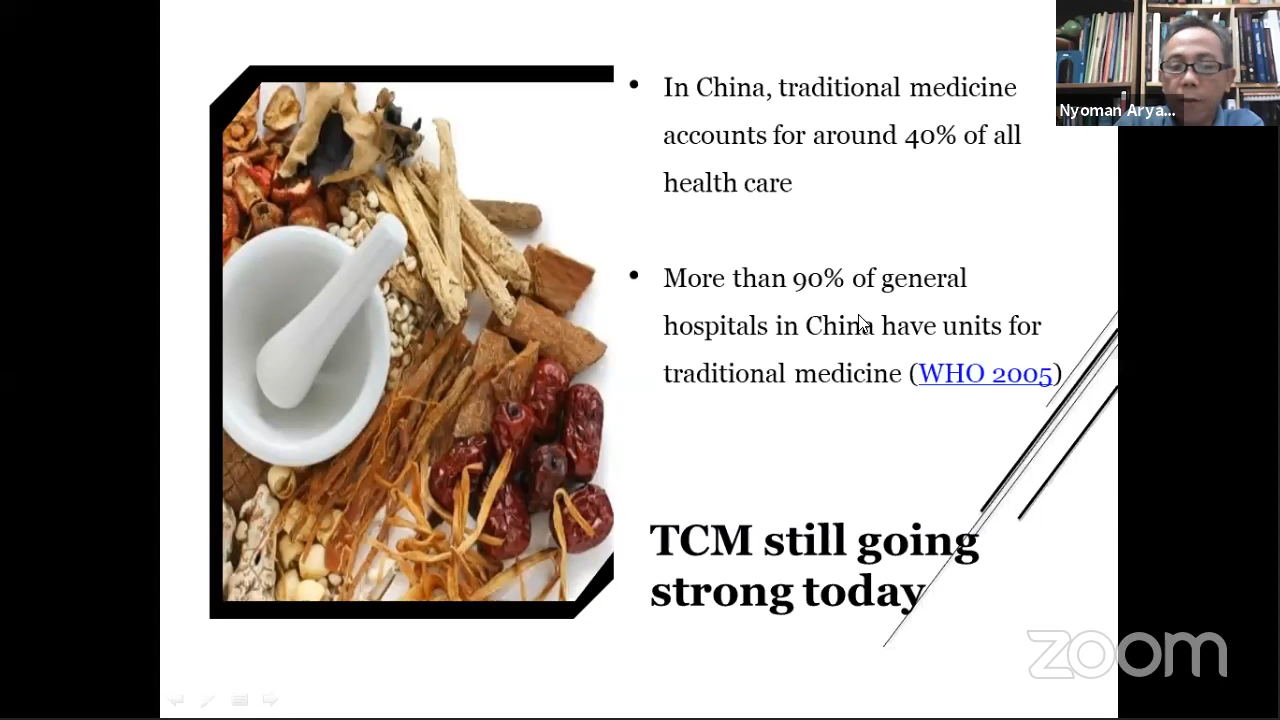 • In China, traditional medicine
accounts for around 40% of all
health care
• More than 90% of general
hospitals in China have units for
traditional medicine (WHO 2005)
TCM still going
strong today
Nyoman Arya...
zoom